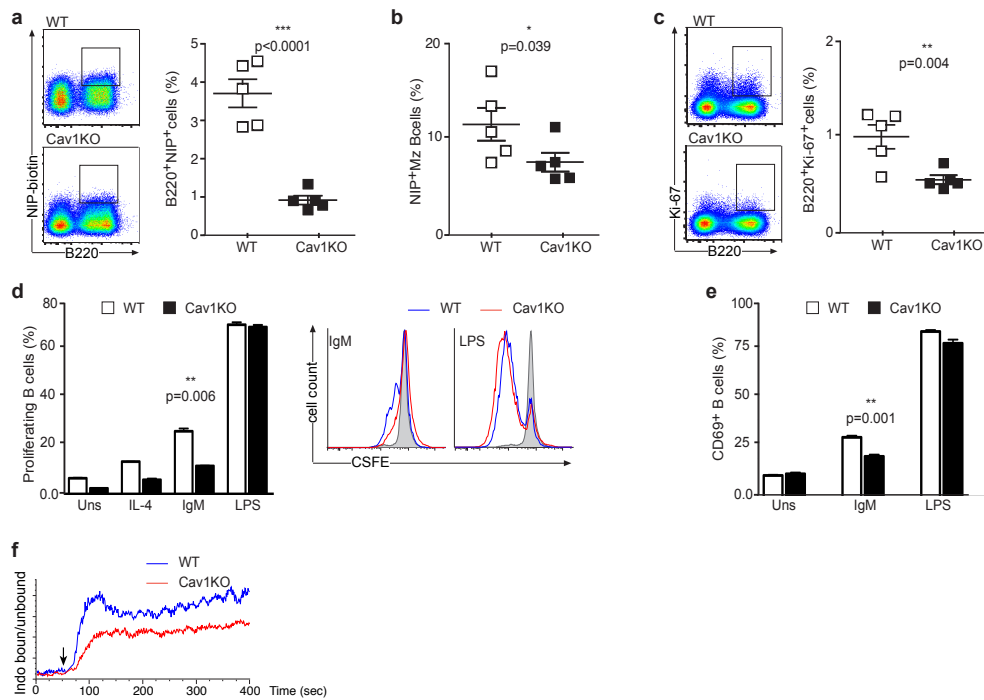 a
WT
Cav1KO
NIP-biotin
B220
***
p<0.0001
B220+NIP+cells (%)
5
4
3
2
1
0
WT
Cav1KO
b
*
p=0.039
NIP+Mz Bcells (%)
20
10
0
WT
Cav1KO
c
WT
Cav1KO
Ki-67
B220
**
p=0.004
B220+Ki-67+cells (%)
2
1
0
WT
Cav1KO
d
WT
Cav1KO
Proliferating B cells (%)
80
60
40
20
0.0
**
p=0.006
Uns
IL-4
IgM
LPS
WT
Cav1KO
cell count
IgM
LPS
CSFE
e
WT
Cav1KO
CD69+ B cells (%)
100
75
50
25
0.0
**
p=0.001
Uns
IgM
LPS
f
WT
Cav1KO
Indo boun/unbound
0
100
200
300
400
Time (sec)